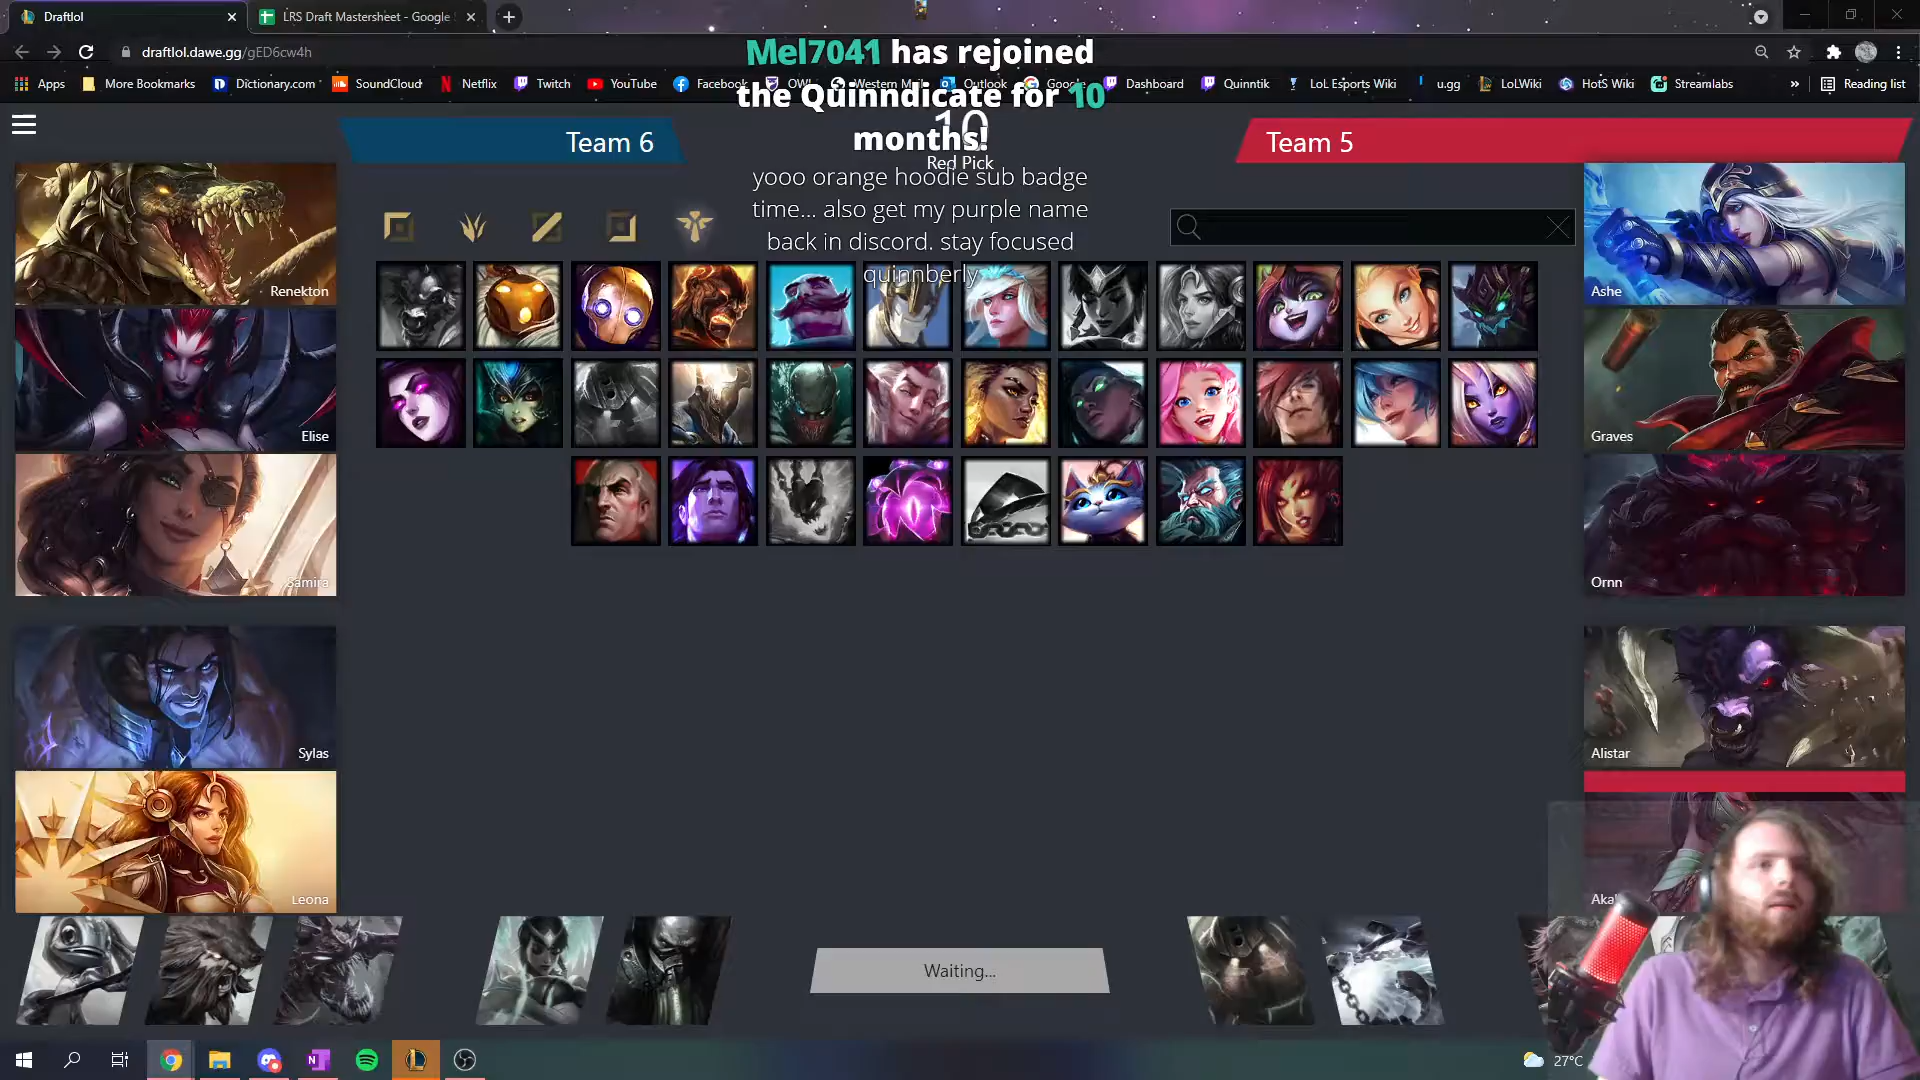 Draftlol
LRS Draft Mastersheet - Google
draftlol.dawe.gg/gED6cw4h
Apps
More Bookmarks
Dictionary.com
SoundCloud
Netflix
Twitch
YouTube
Facebook
Outlook
Dashboard
Quinntik
LoL Esports Wiki
u.gg
LoLWiki
HotS Wiki
Streamlabs
»
Reading list
Mel7041 has rejoined
the Quinndicate for 10
months!
yooo orange hoodie sub badge
time... also get my purple name
back in discord. stay focused
quinnberly
Team 6
10
Red Pick
Team 5
Renekton
Elise
Samira
Sylas
Leona
Ashe
Graves
Ornn
Alistar
Waiting...
27°C